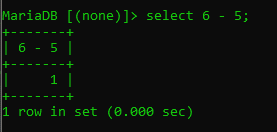 MariaDB [(none)]> select 6 - 5;
+-------+
| 6 - 5 |
+-------+
|     1 |
+-------+
1 row in set (0.000 sec)